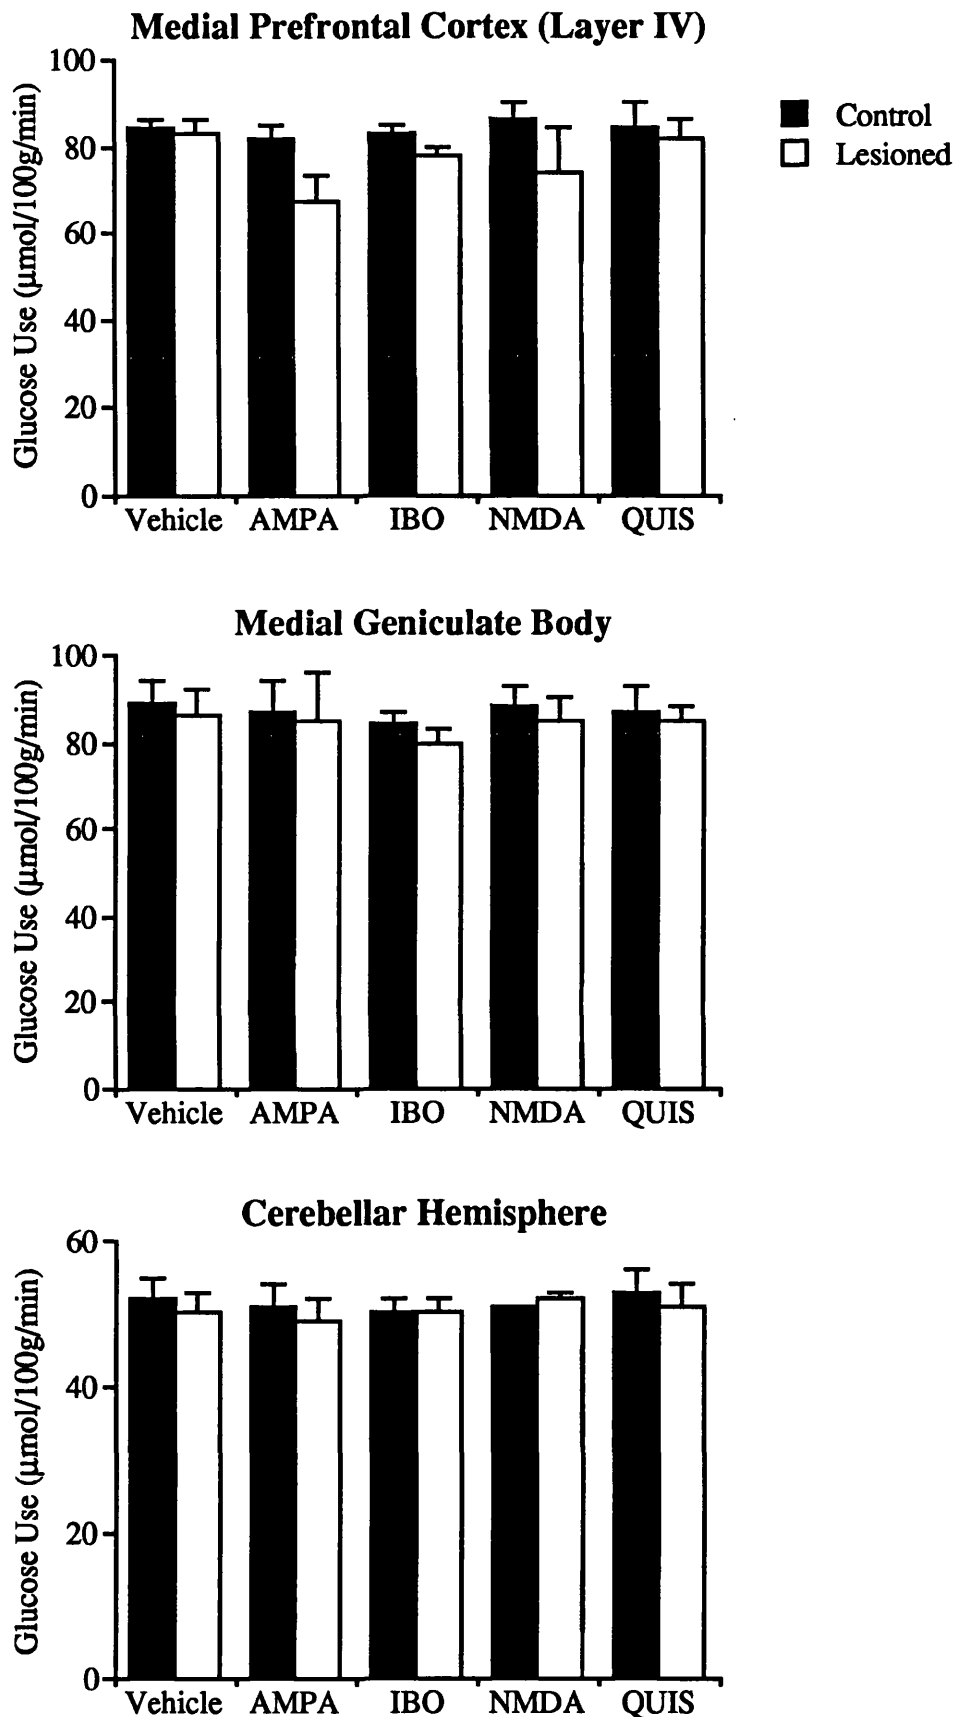 Medial Prefrontal Cortex (Layer IV)
100
80
60
40
20
0
Glucose Use (µmol/100g/min)
Control
Lesioned
Vehicle AMPA IBO NMDA QUIS
Medial Geniculate Body
100
80
60
40
20
0
Glucose Use (µmol/100g/min)
Vehicle AMPA IBO NMDA QUIS
Cerebellar Hemisphere
60
40
20
0
Glucose Use (µmol/100g/min)
Vehicle AMPA IBO NMDA QUIS